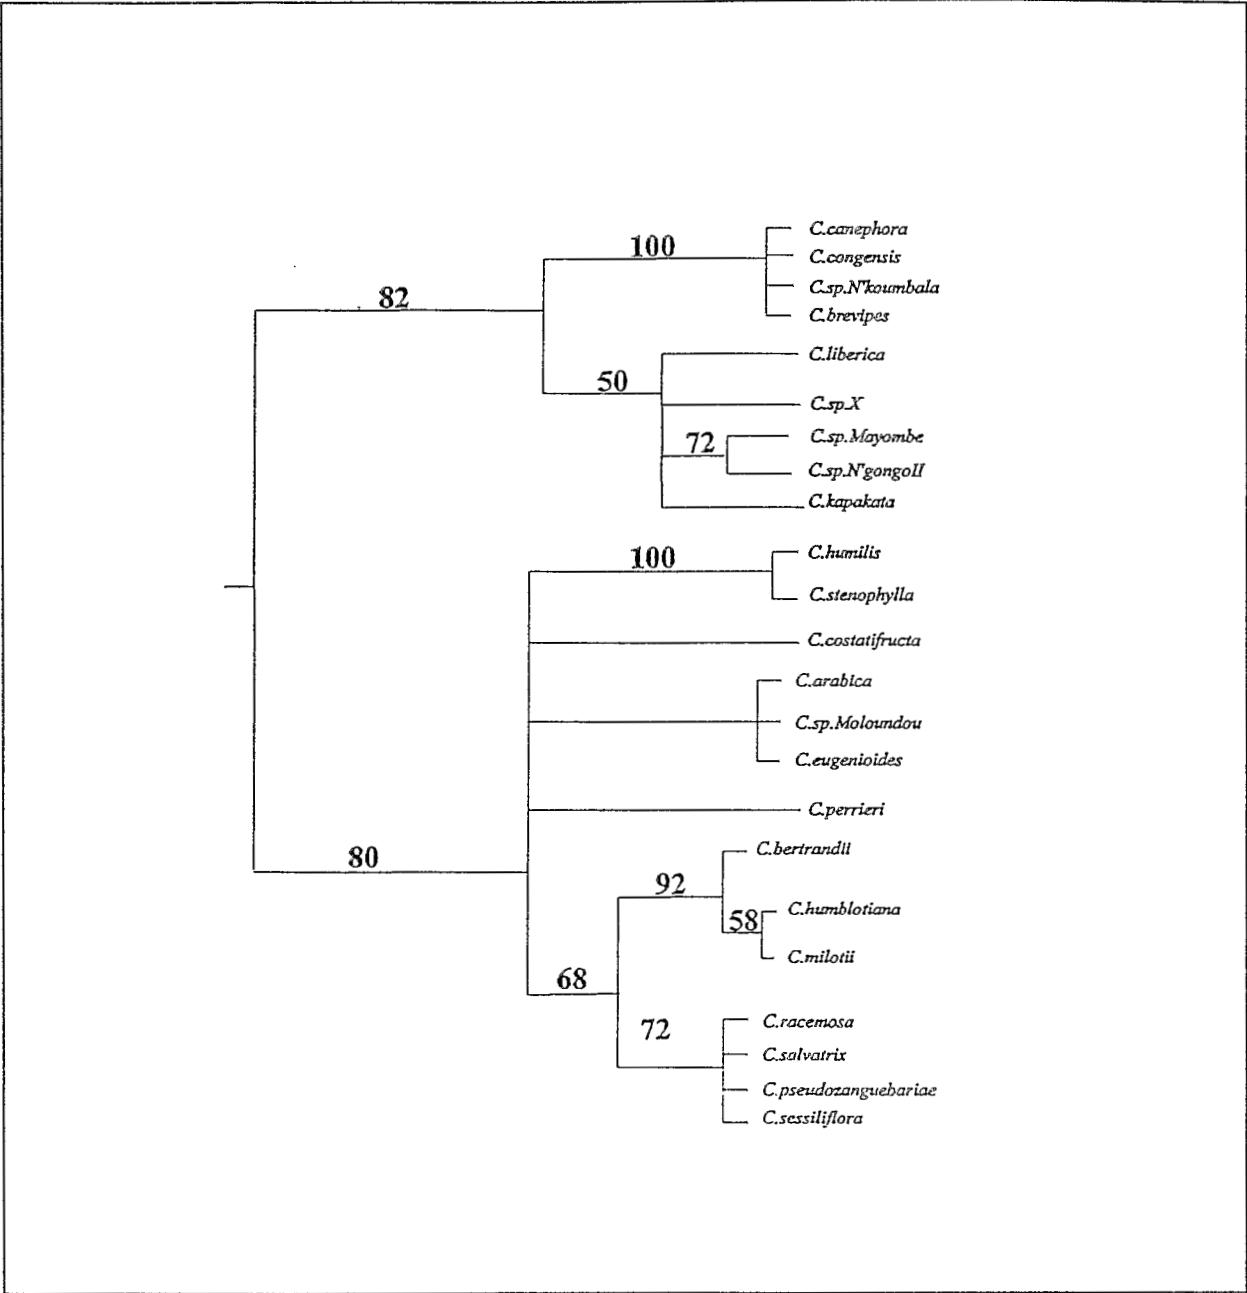 C.canephora
100
C.congensis
C.sp.N'koumbala
82
C.brevipes
C.liberica
50
C.sp.X
C.sp.Mayombe
72
C.sp.N'gongoII
C.kapakata
C.humilis
100
C.stenophylla
C.costatifructa
C.arabica
C.sp.Moloundou
C.eugenioides
C.perrieri
C.bertrandii
80
92
C.humblotiana
58
C.milotii
68
C.racemosa
72
C.salvatrix
C.pseudozanguebariae
C.sessiliflora